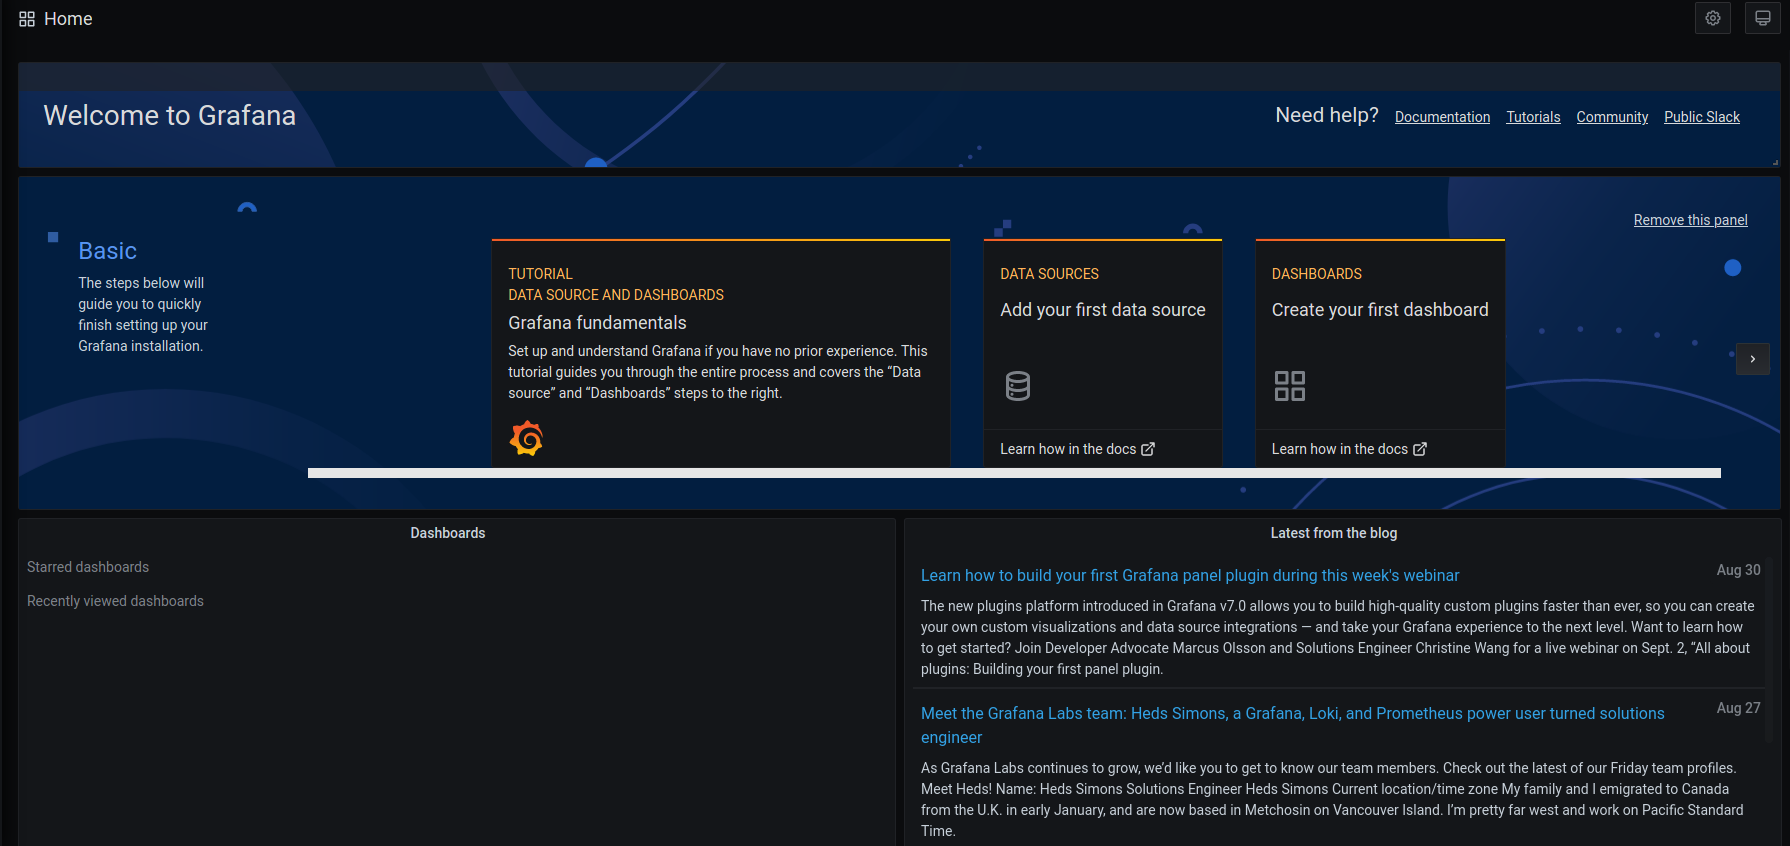 Home
Welcome to Grafana
Need help? Documentation Tutorials Community Public Slack
Remove this panel
Basic
The steps below will
guide you to quickly
finish setting up your
Grafana installation.
TUTORIAL
DATA SOURCE AND DASHBOARDS
Grafana fundamentals
Set up and understand Grafana if you have no prior experience. This
tutorial guides you through the entire process and covers the “Data
source” and “Dashboards” steps to the right.
DATA SOURCES
Add your first data source
Learn how in the docs
DASHBOARDS
Create your first dashboard
Learn how in the docs
Dashboards
Starred dashboards
Recently viewed dashboards
Latest from the blog
Learn how to build your first Grafana panel plugin during this week's webinar
Aug 30
The new plugins platform introduced in Grafana v7.0 allows you to build high-quality custom plugins faster than ever, so you can create
your own custom visualizations and data source integrations — and take your Grafana experience to the next level. Want to learn how
to get started? Join Developer Advocate Marcus Olsson and Solutions Engineer Christine Wang for a live webinar on Sept. 2, “All about
plugins: Building your first panel plugin.
Meet the Grafana Labs team: Heds Simons, a Grafana, Loki, and Prometheus power user turned solutions
engineer
Aug 27
As Grafana Labs continues to grow, we’d like you to get to know our team members. Check out the latest of our Friday team profiles.
Meet Heds! Name: Heds Simons Solutions Engineer Heds Simons Current location/time zone My family and I emigrated to Canada
from the U.K. in early January, and are now based in Metchosin on Vancouver Island. I’m pretty far west and work on Pacific Standard
Time.